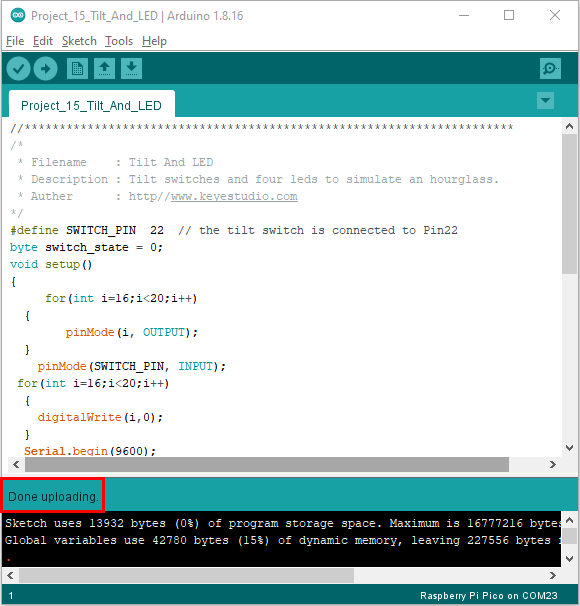 Project_15_Tilt_And_LED | Arduino 1.8.16
File Edit Sketch Tools Help
Project_15_Tilt_And_LED
//**********************************************************************
/*
 * Filename    : Tilt And LED
 * Description : Tilt switches and four leds to simulate an hourglass.
 * Auther      : http//www.keyestudio.com
*/
#define SWITCH_PIN  22  // the tilt switch is connected to Pin22
byte switch_state = 0;
void setup()
{
     for(int i=16;i<20;i++)
  {
        pinMode(i, OUTPUT);
  }
    pinMode(SWITCH_PIN, INPUT);
 for(int i=16;i<20;i++)
  {
    digitalWrite(i,0);
  }
  Serial.begin(9600);
Done uploading.
Sketch uses 13932 bytes (0%) of program storage space. Maximum is 16777216 bytes
Global variables use 42780 bytes (15%) of dynamic memory, leaving 227556 bytes
.
1 Raspberry Pi Pico on COM23